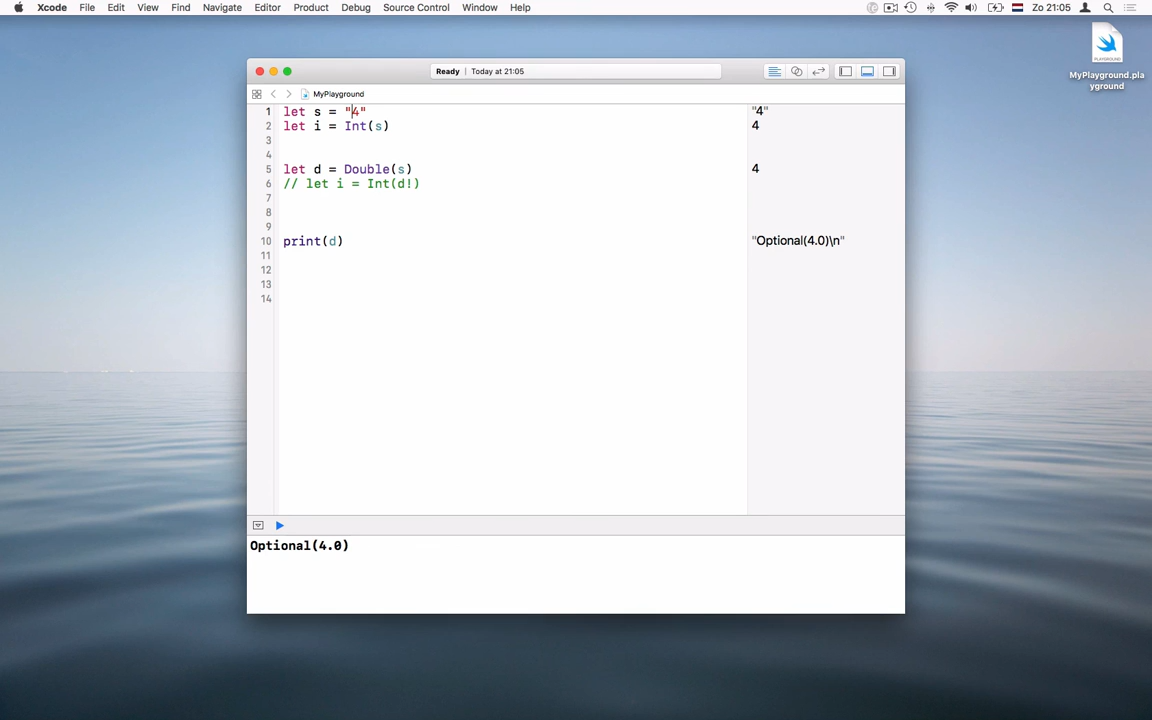 Xcode File Edit View Find Navigate Editor Product Debug Source Control Window Help Zo 21:05
PLAYGROUND
MyPlayground.pla
yground
Ready | Today at 21:05
MyPlayground
1 let s = "4" "4"
2 let i = Int(s) 4
3
4
5 let d = Double(s) 4
6 // let i = Int(d!)
7
8
9
10 print(d) "Optional(4.0)\n"
11
12
13
14
Optional(4.0)